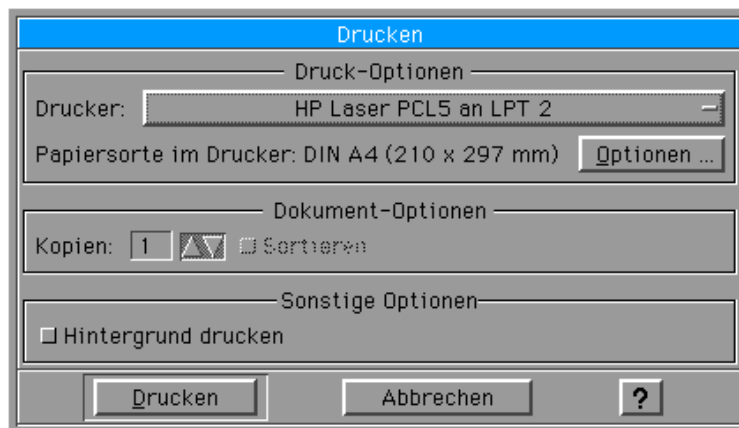 Drucken
Druck-Optionen
Drucker: HP Laser PCL5 an LPT 2
Papiersorte im Drucker: DIN A4 (210 x 297 mm) Optionen ...
Dokument-Optionen
Kopien: 1 Sortieren
Sonstige Optionen
Hintergrund drucken
Drucken Abbrechen ?